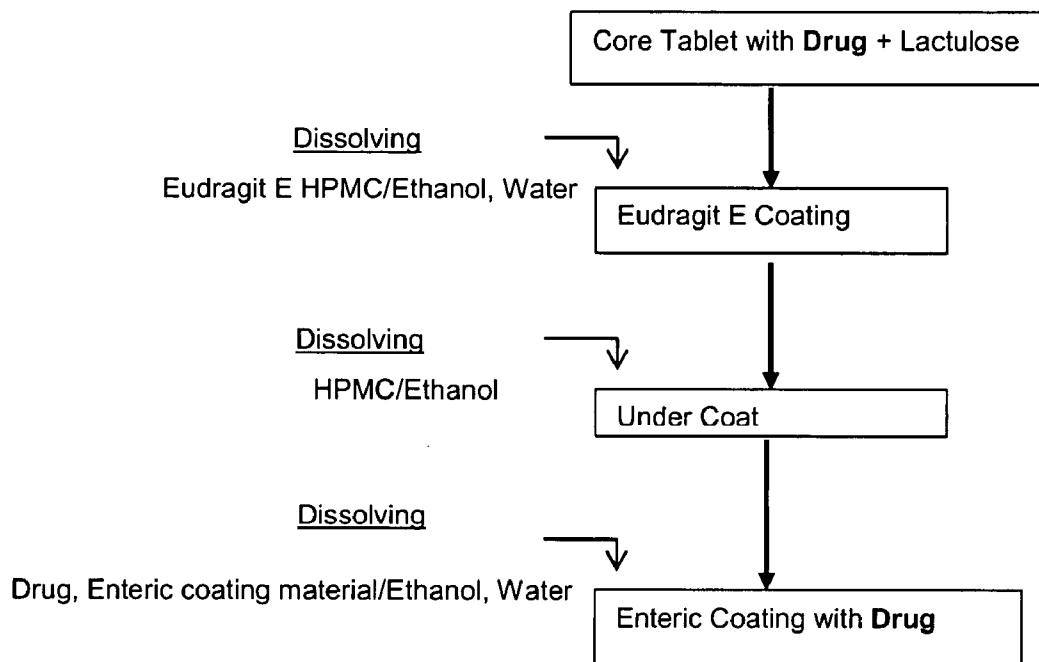 Core Tablet with Drug + Lactulose
Dissolving
Eudragit E HPMC/Ethanol, Water
Eudragit E Coating
Dissolving
HPMC/Ethanol
Under Coat
Dissolving
Drug, Enteric coating material/Ethanol, Water
Enteric Coating with Drug